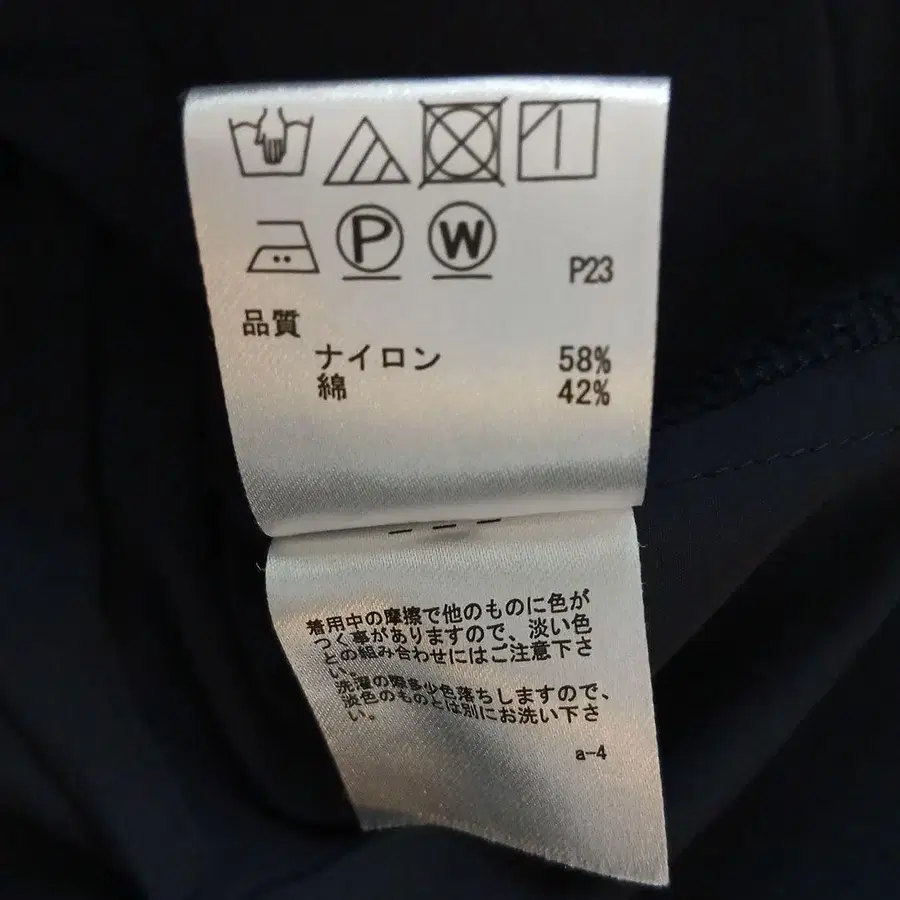 P
W
P23
品質
ナイロン 58%
綿 42%
着用中の摩擦で他のものに色が
つく事がありますので、淡い色
との組み合わせにはご注意下さ
い。
洗濯の際多少色落ちしますので、
淡色のものとは別にお洗い下さ
い。
a-4